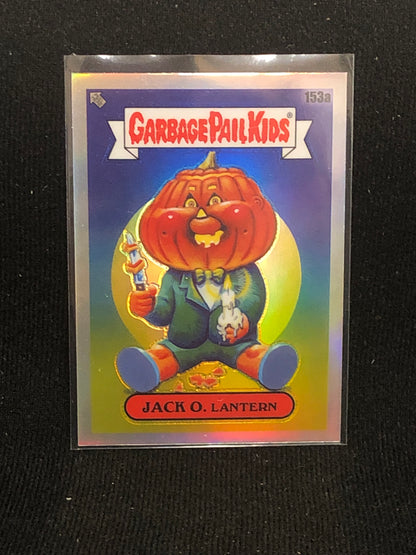 153a
GARBAGE PAIL KIDS®
JACK O. LANTERN